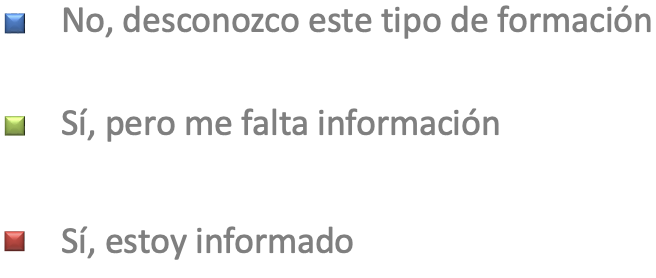 No, desconozco este tipo de formación
Sí, pero me falta información
Sí, estoy informado